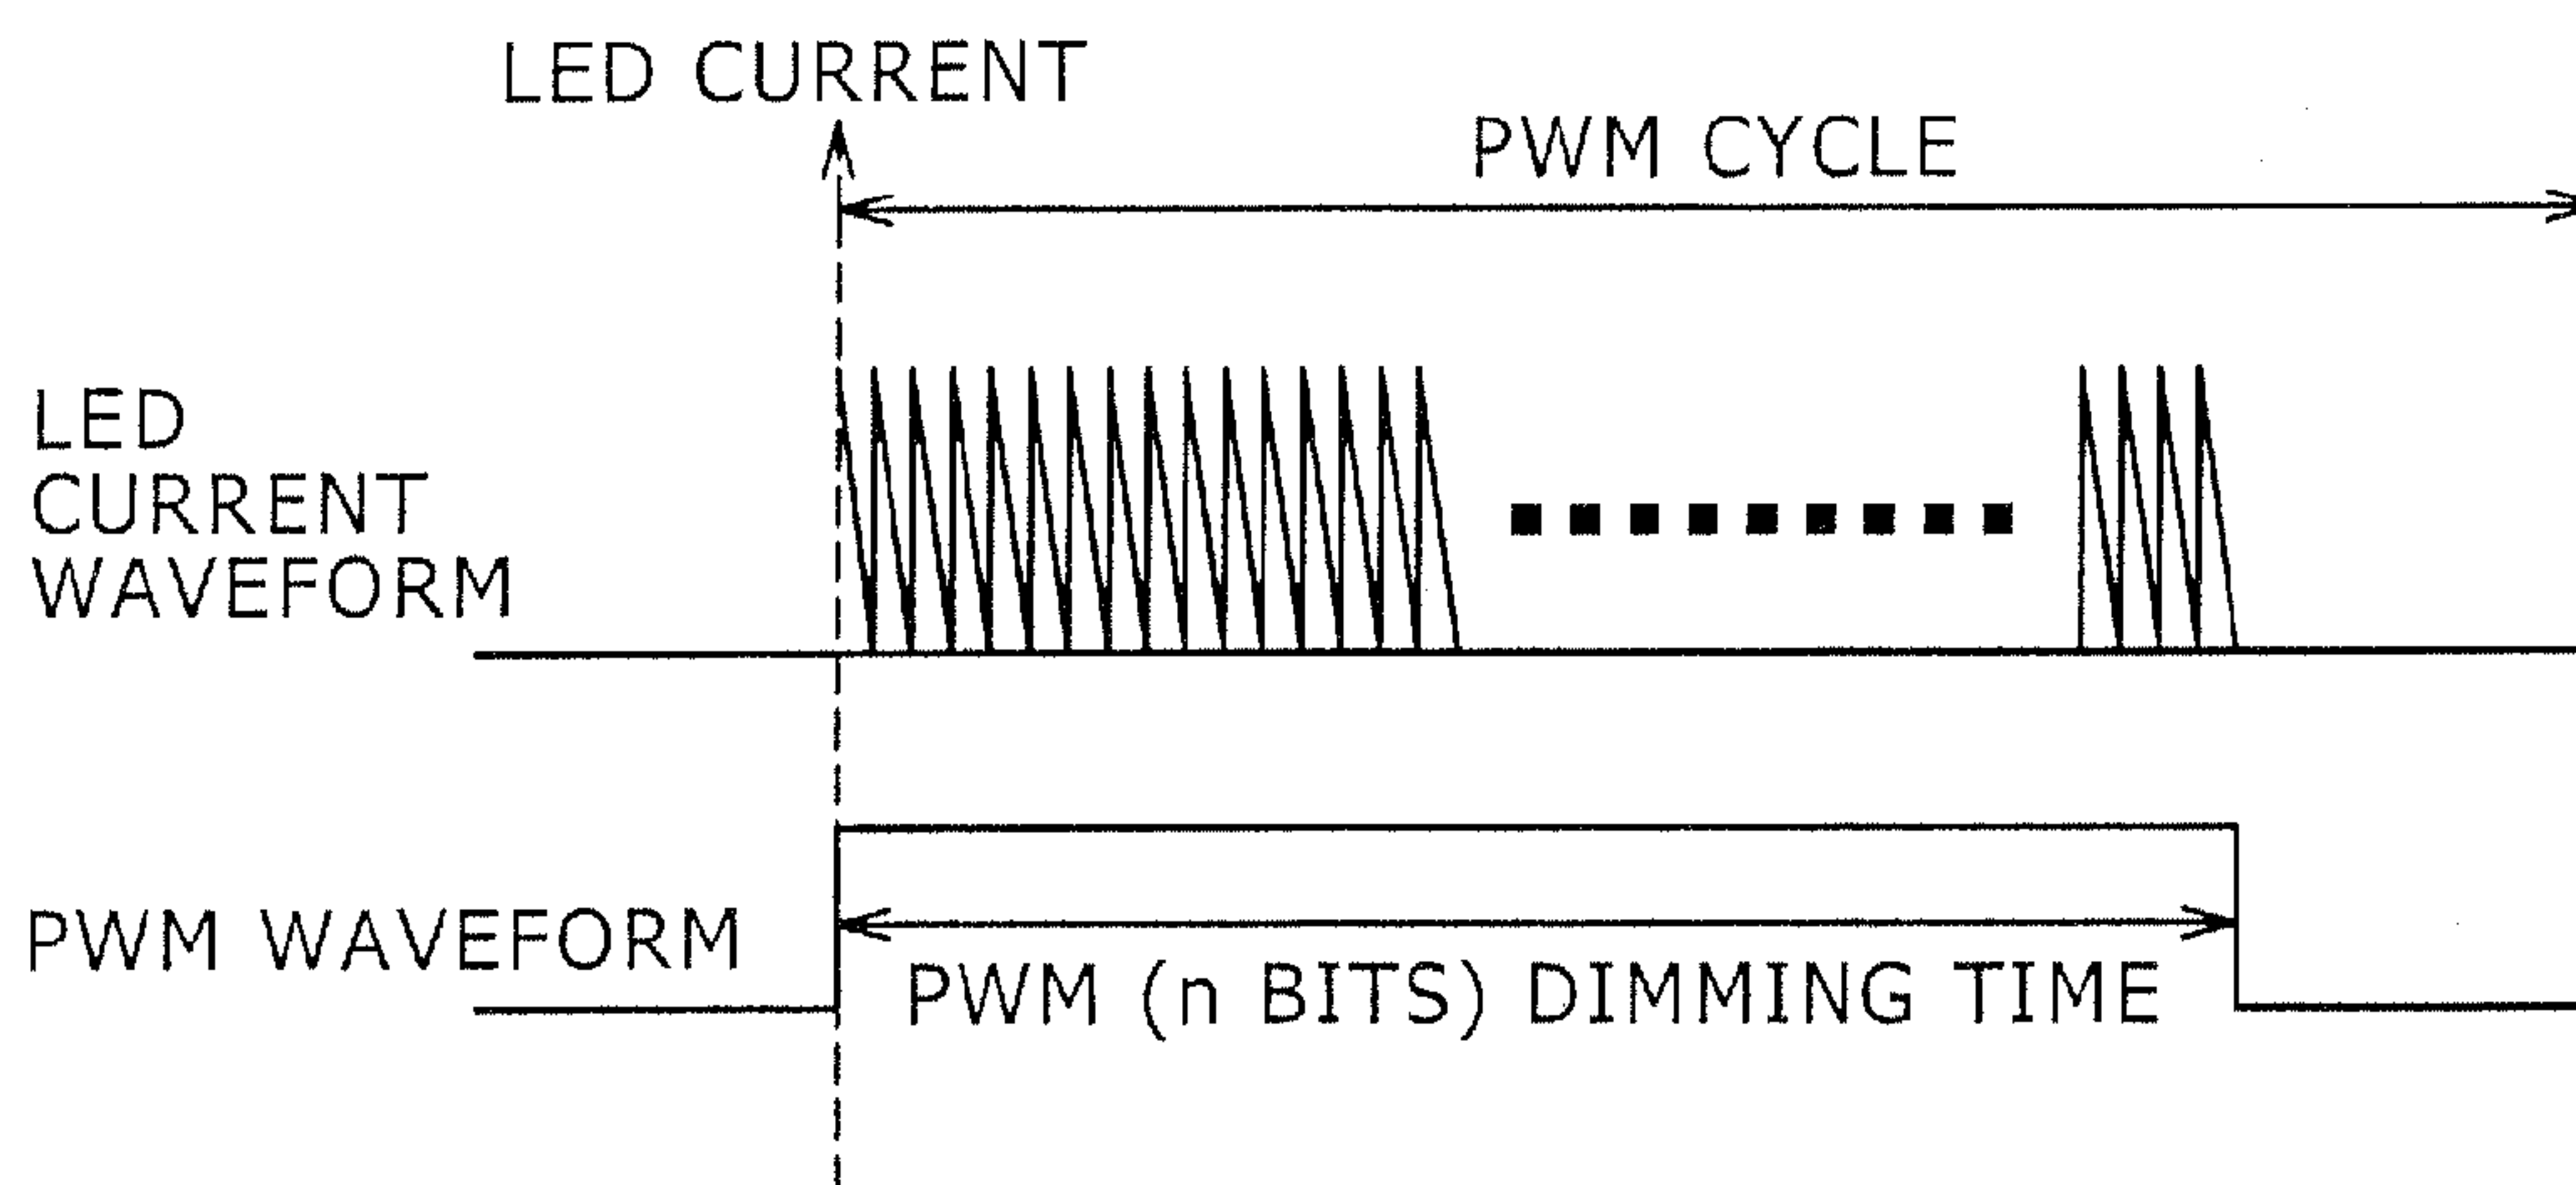 LED CURRENT
PWM CYCLE
LED
CURRENT
WAVEFORM
PWM WAVEFORM
PWM (n BITS) DIMMING TIME